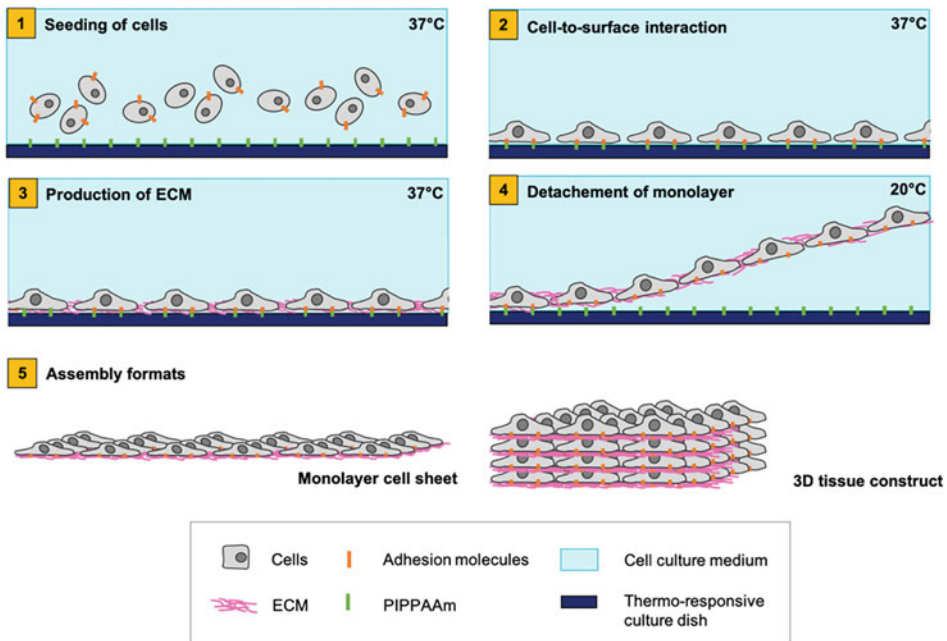 1 Seeding of cells 37°C
2 Cell-to-surface interaction 37°C
3 Production of ECM 37°C
4 Detachement of monolayer 20°C
5 Assembly formats
Monolayer cell sheet
3D tissue construct
Cells
Adhesion molecules
Cell culture medium
ECM
PIPPAAm
Thermo-responsive
culture dish